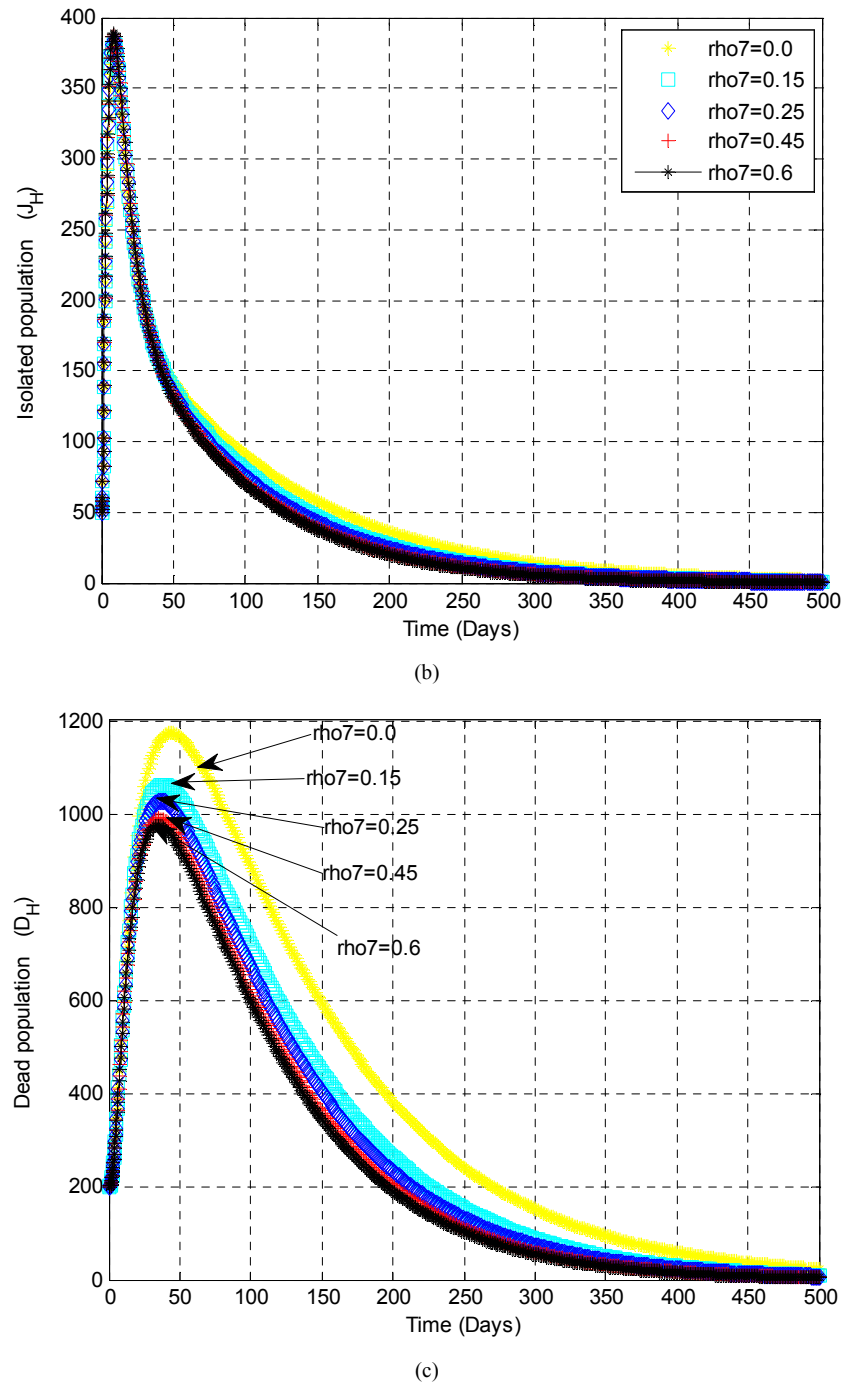 400
350
300
250
200
150
100
50
0
Isolated population (J_H)
rho7=0.0
rho7=0.15
rho7=0.25
rho7=0.45
rho7=0.6
0 50 100 150 200 250 300 350 400 450 500
Time (Days)
(b)
1200
1000
800
600
400
200
0
Dead population (D_H)
rho7=0.0
rho7=0.15
rho7=0.25
rho7=0.45
rho7=0.6
0 50 100 150 200 250 300 350 400 450 500
Time (Days)
(c)